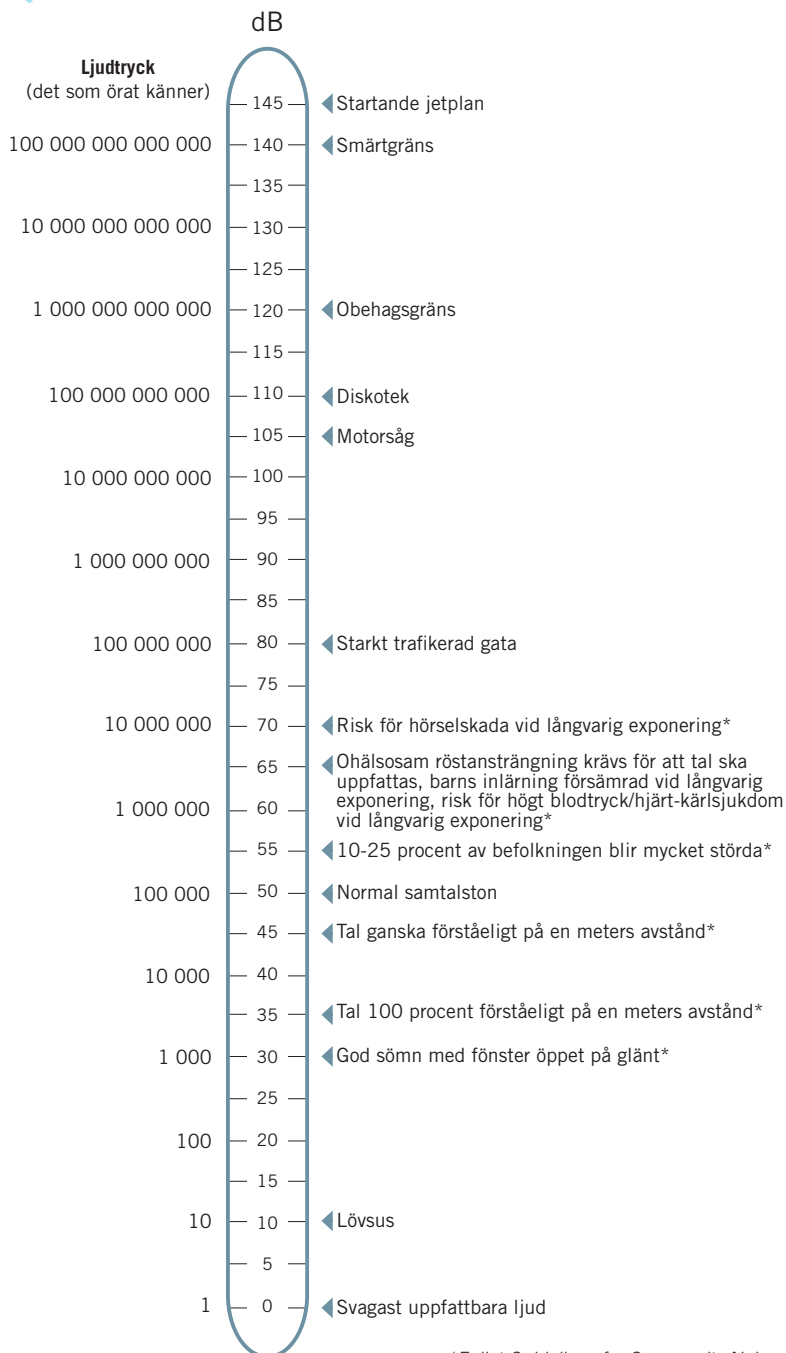 dB
Ljudtryck
(det som örat känner)
145 Startande jetplan
100 000 000 000 000 140 Smärtgräns
135
10 000 000 000 000 130
125
1 000 000 000 000 120 Obehagsgräns
115
100 000 000 000 110 Diskotek
105 Motorsåg
10 000 000 000 100
95
1 000 000 000 90
85
100 000 000 80 Starkt trafikerad gata
75
10 000 000 70 Risk för hörselskada vid långvarig exponering*
65 Ohälsosam röstansträngning krävs för att tal ska
uppfattas, barns inlärning försämrad vid långvarig
1 000 000 60 exponering, risk för högt blodtryck/hjärt-kärlsjukdom
vid långvarig exponering*
55 10-25 procent av befolkningen blir mycket störda*
100 000 50 Normal samtalston
45 Tal ganska förståeligt på en meters avstånd*
10 000 40
35 Tal 100 procent förståeligt på en meters avstånd*
1 000 30 God sömn med fönster öppet på glänt*
25
100 20
15
10 10 Lövsus
5
1 0 Svagast uppfattbara ljud